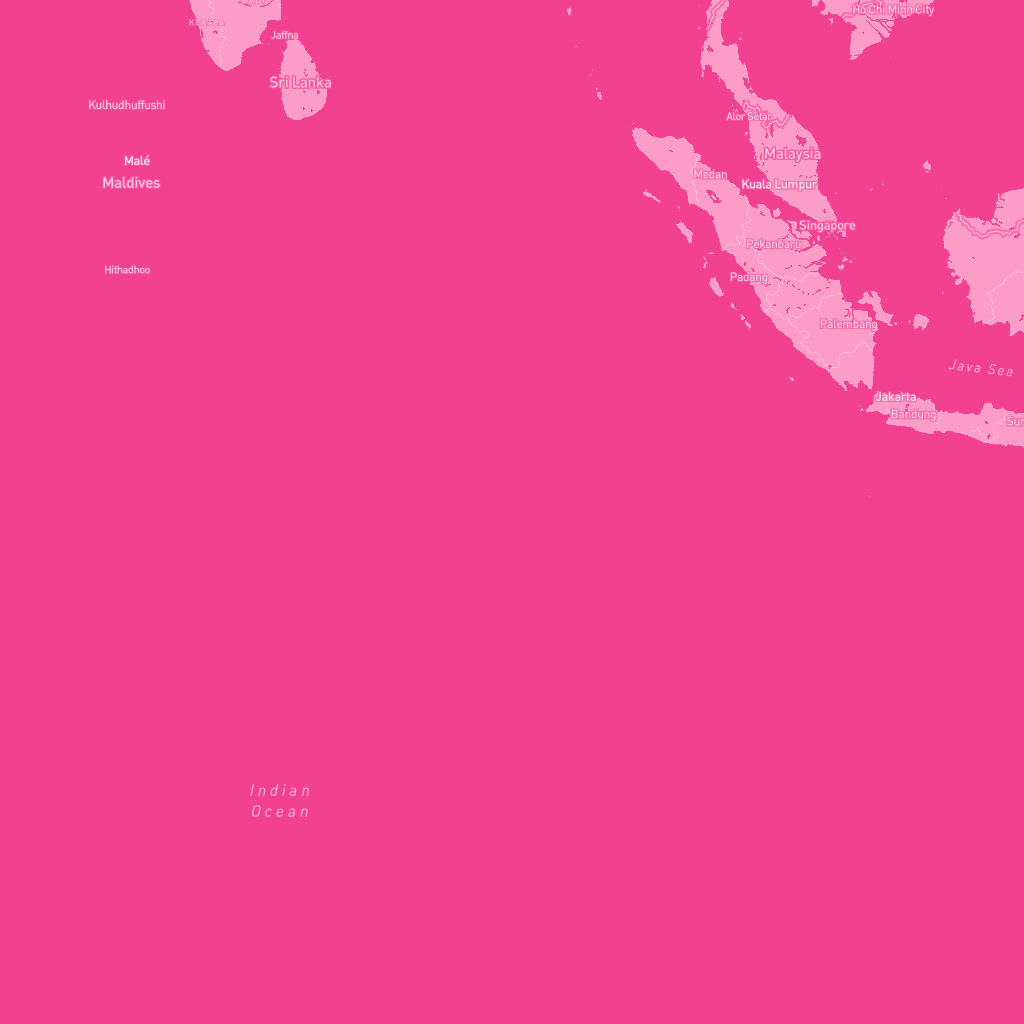 Ho Chi Minh City
KERALA
Jaffna
Sri Lanka
Kulhudhuffushi
Alor Setar
Malé
Malaysia
Maldives
Medan
Kuala Lumpur
Singapore
Pekanbaru
Hithadhoo
Padang
Palembang
Java Sea
Jakarta
Bandung
Indian
Ocean